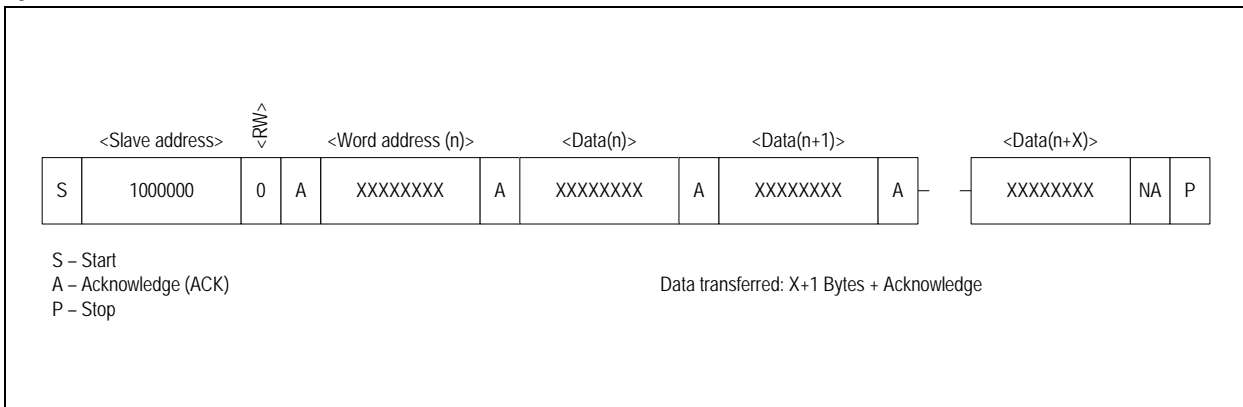 <Slave address> <RW> <Word address (n)> <Data(n)> <Data(n+1)> <Data(n+X)>
S 1000000 0 A XXXXXXXX A XXXXXXXX A XXXXXXXX A XXXXXXXX NA P
S – Start
A – Acknowledge (ACK) Data transferred: X+1 Bytes + Acknowledge
P – Stop